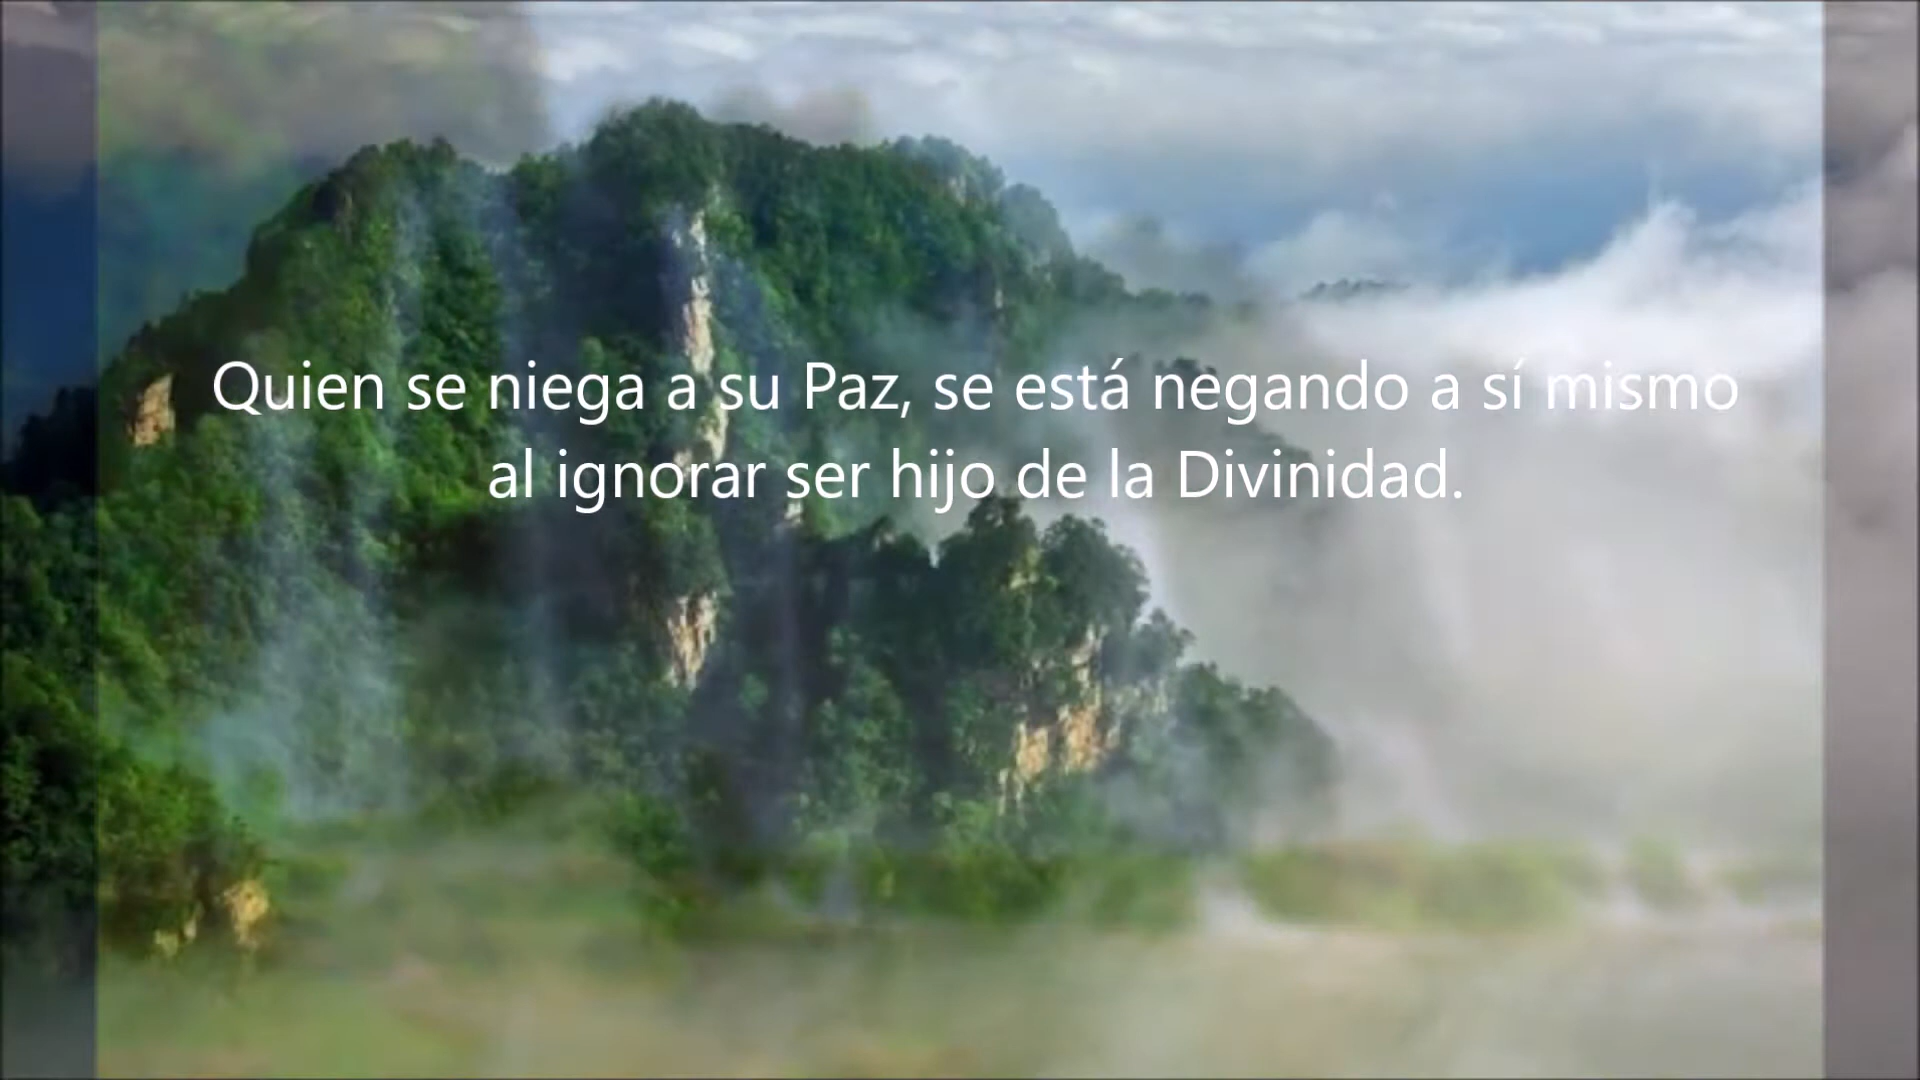 Quien se niega a su Paz, se está negando a sí mismo
al ignorar ser hijo de la Divinidad.